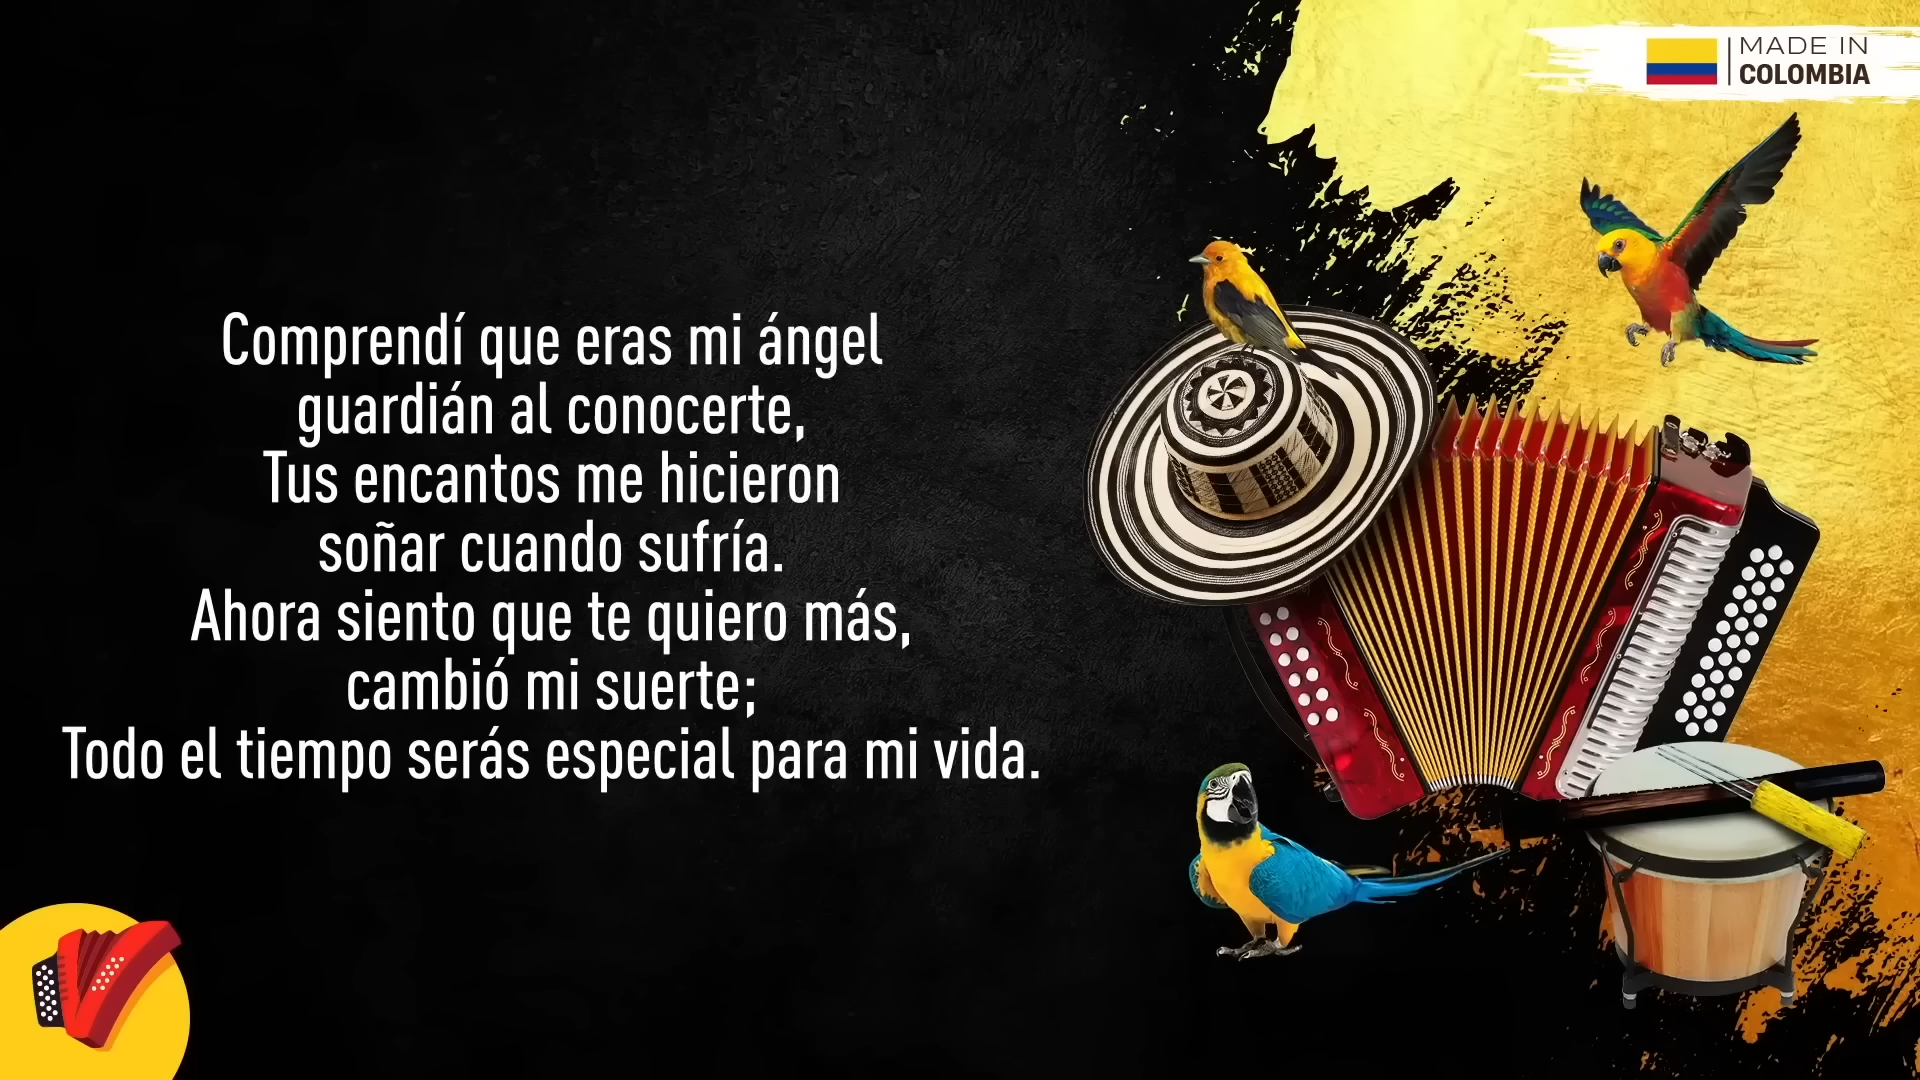 MADE IN
COLOMBIA
Comprendí que eras mi ángel
guardián al conocerte,
Tus encantos me hicieron
soñar cuando sufría.
Ahora siento que te quiero más,
cambió mi suerte;
Todo el tiempo serás especial para mi vida.